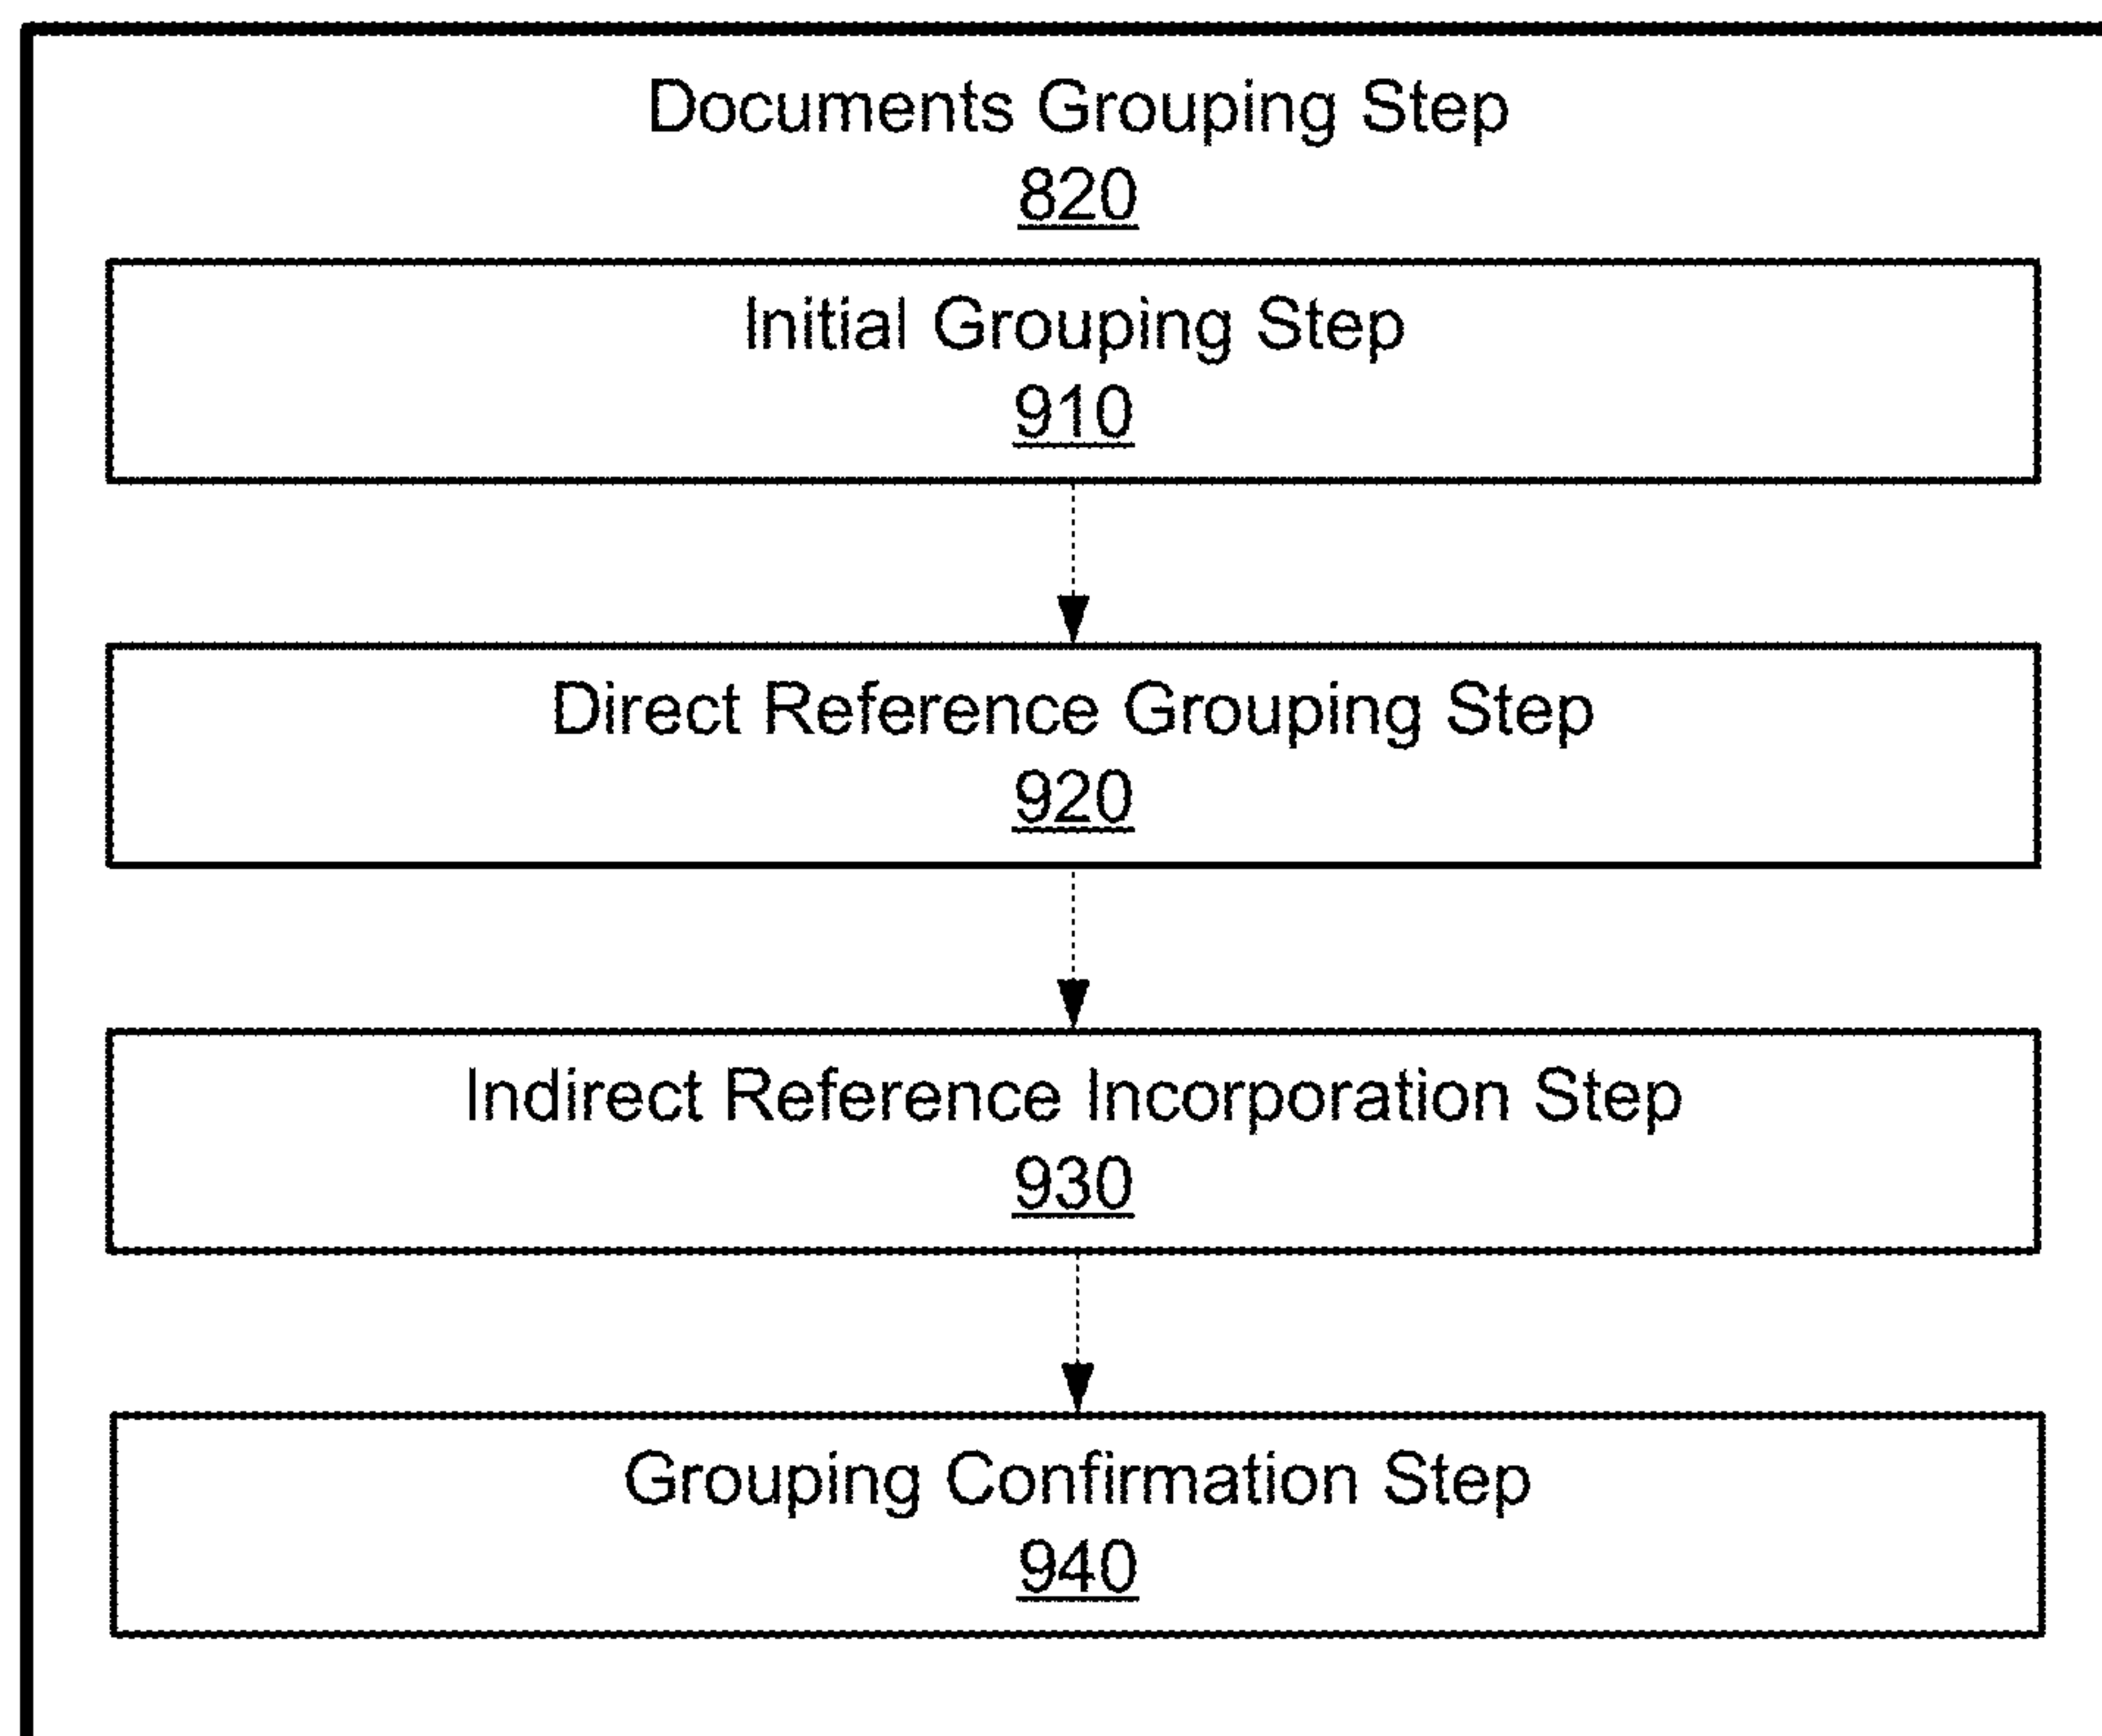 Documents Grouping Step
820
Initial Grouping Step
910
Direct Reference Grouping Step
920
Indirect Reference Incorporation Step
930
Grouping Confirmation Step
940